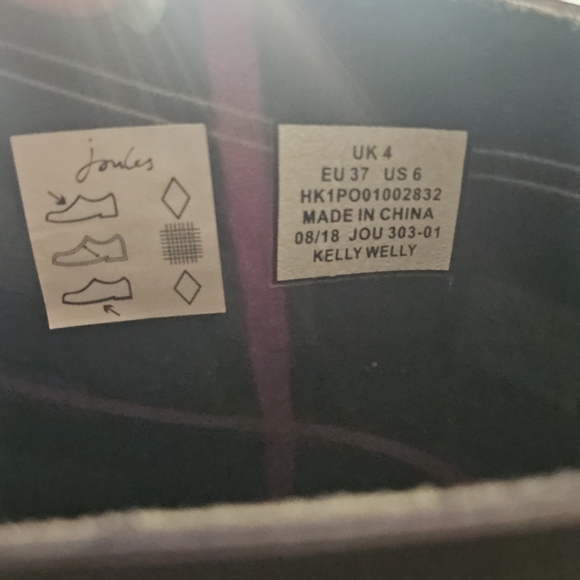 Joules
UK 4
EU 37 US 6
HK1PO01002832
MADE IN CHINA
08/18 JOU 303-01
KELLY WELLY